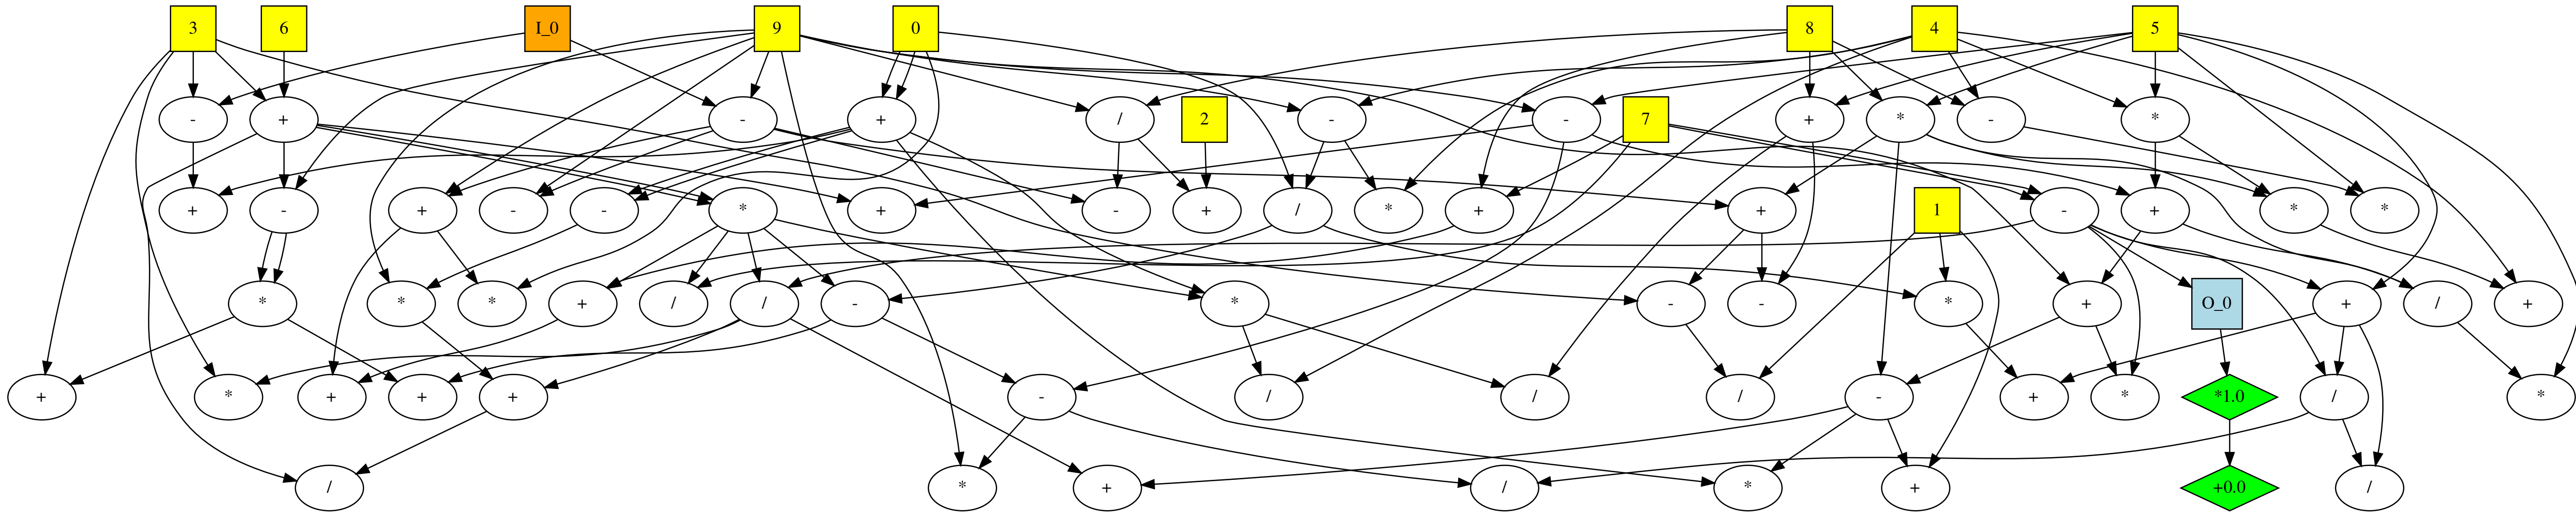 3 6 I_0 9 0 8 4 5
- + - + / 2 - - 7 + * - *
+ - + - - * + - + / * + + 1 - + * *
* * * + / / - * - - * + O_0 + / +
+ * + + + - / / / - + * *1.0 / *
/ * + / * + +0.0 /